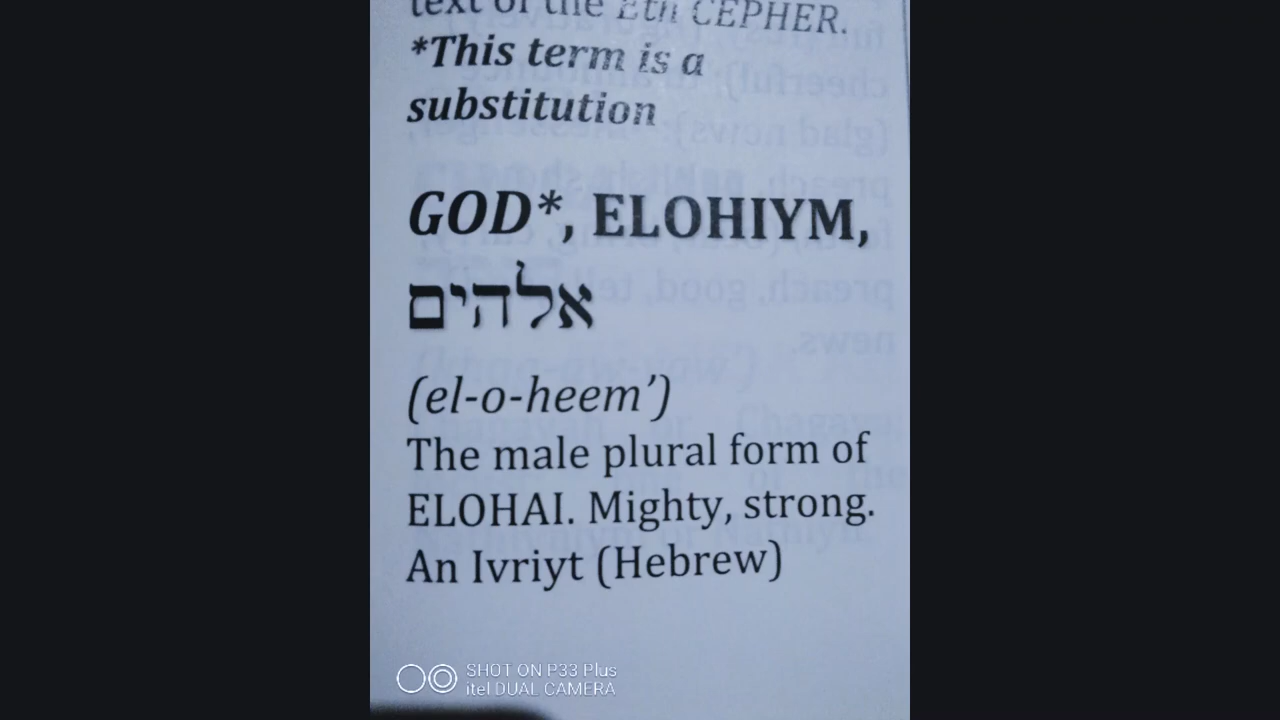 text of the Eth CEPHER.
*This term is a
substitution
GOD*, ELOHIYM,
אלהים
(el-o-heem’)
The male plural form of
ELOHAI. Mighty, strong.
An Ivriyt (Hebrew)
SHOT ON P33 Plus
itel DUAL CAMERA